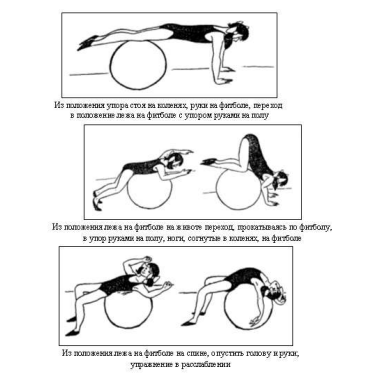 Из положения упора стоя на коленях, руки на фитболе, переход
в положение лежа на фитболе с упором руками на полу
Из положения лежа на фитболе на животе переход, прокатываясь по фитболу,
в упор руками на полу, ноги, согнутые в коленях, на фитболе
Из положения лежа на фитболе на спине, опустить голову и руки,
упражнение в расслаблении